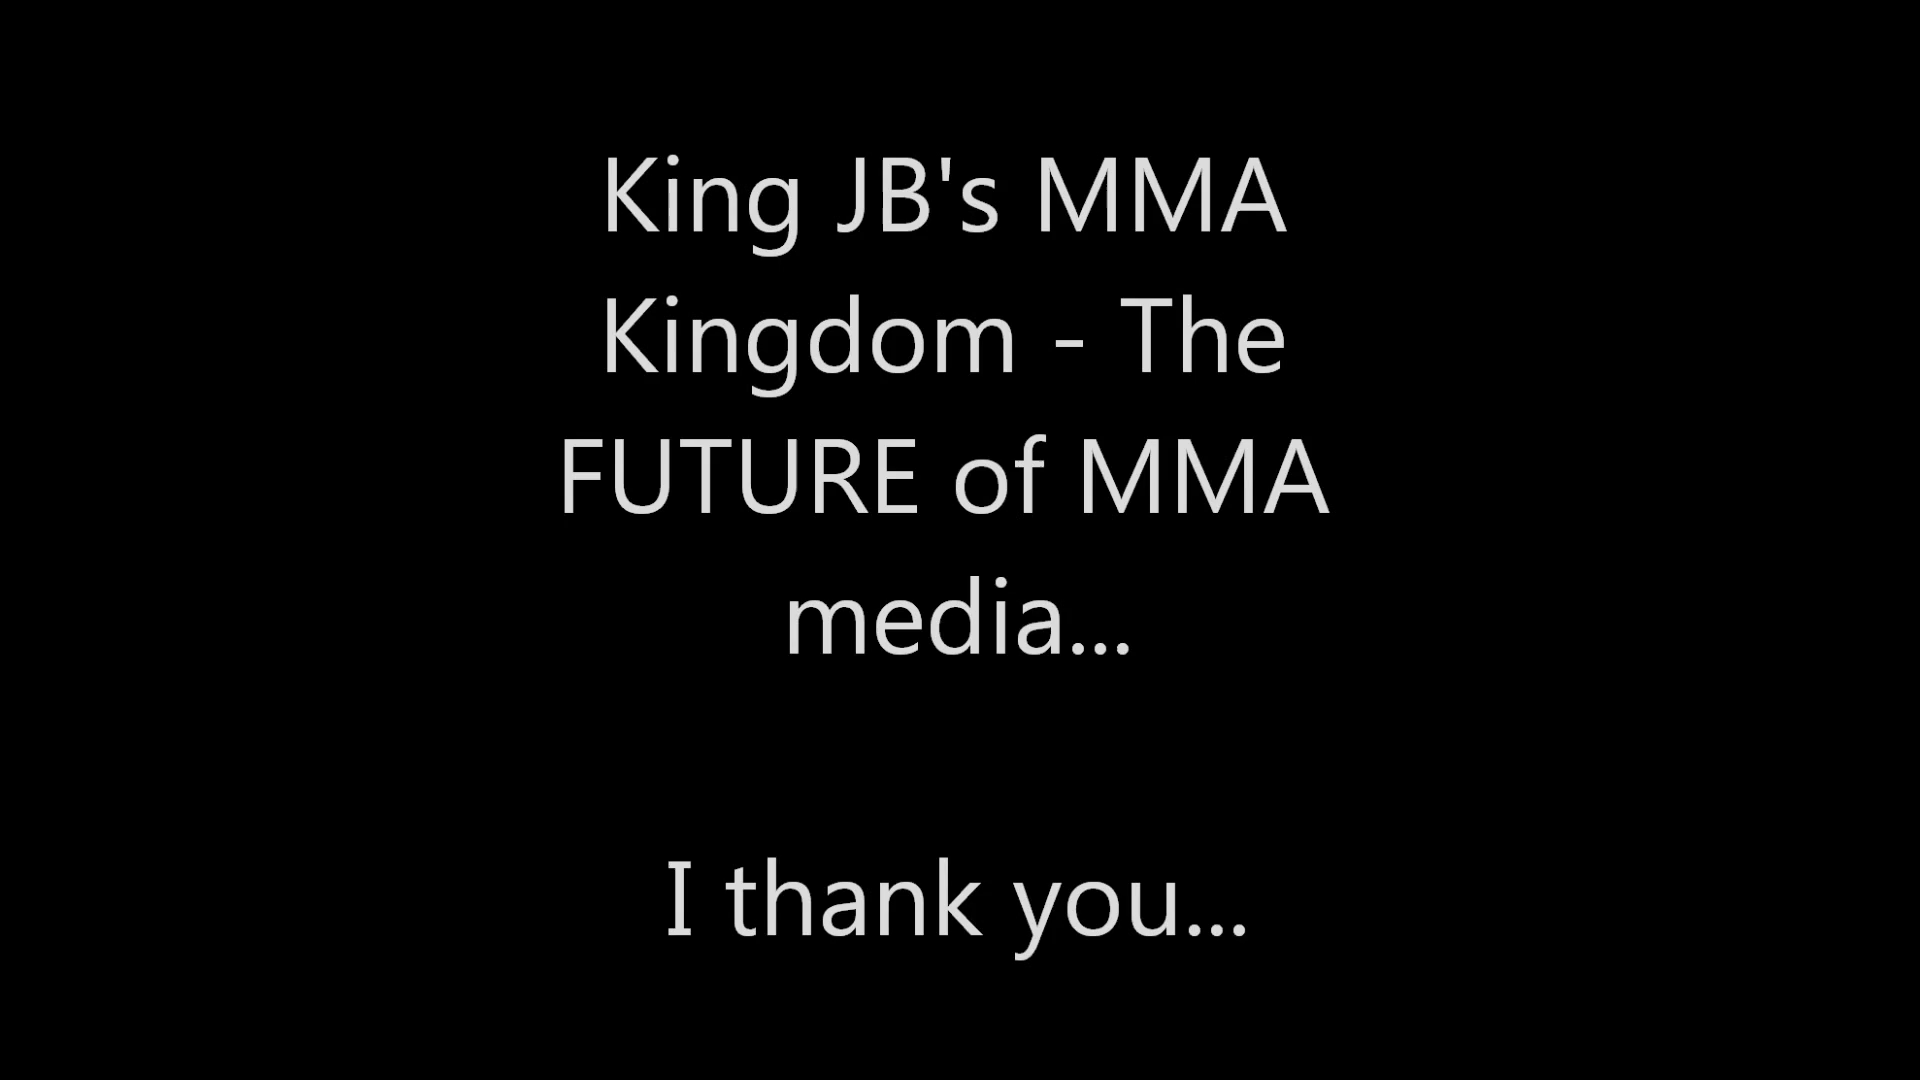 King JB's MMA
Kingdom - The
FUTURE of MMA
media...
I thank you...